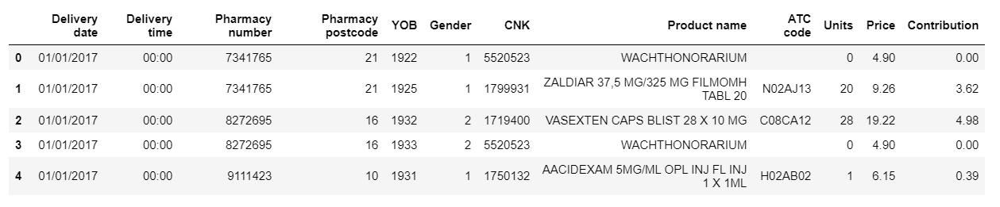 Delivery date Delivery time Pharmacy number Pharmacy postcode YOB Gender CNK Product name ATC code Units Price Contribution
0 01/01/2017 00:00 7341765 21 1922 1 5520523 WACHTHONORARIUM 0 4.90 0.00
1 01/01/2017 00:00 7341765 21 1925 1 1799931 ZALDIAR 37,5 MG/325 MG FILMOMH TABL 20 N02AJ13 20 9.26 3.62
2 01/01/2017 00:00 8272695 16 1932 2 1719400 VASEXTEN CAPS BLIST 28 X 10 MG C08CA12 28 19.22 4.98
3 01/01/2017 00:00 8272695 16 1933 2 5520523 WACHTHONORARIUM 0 4.90 0.00
4 01/01/2017 00:00 9111423 10 1931 1 1750132 AACIDEXAM 5MG/ML OPL INJ FL INJ 1 X 1ML H02AB02 1 6.15 0.39